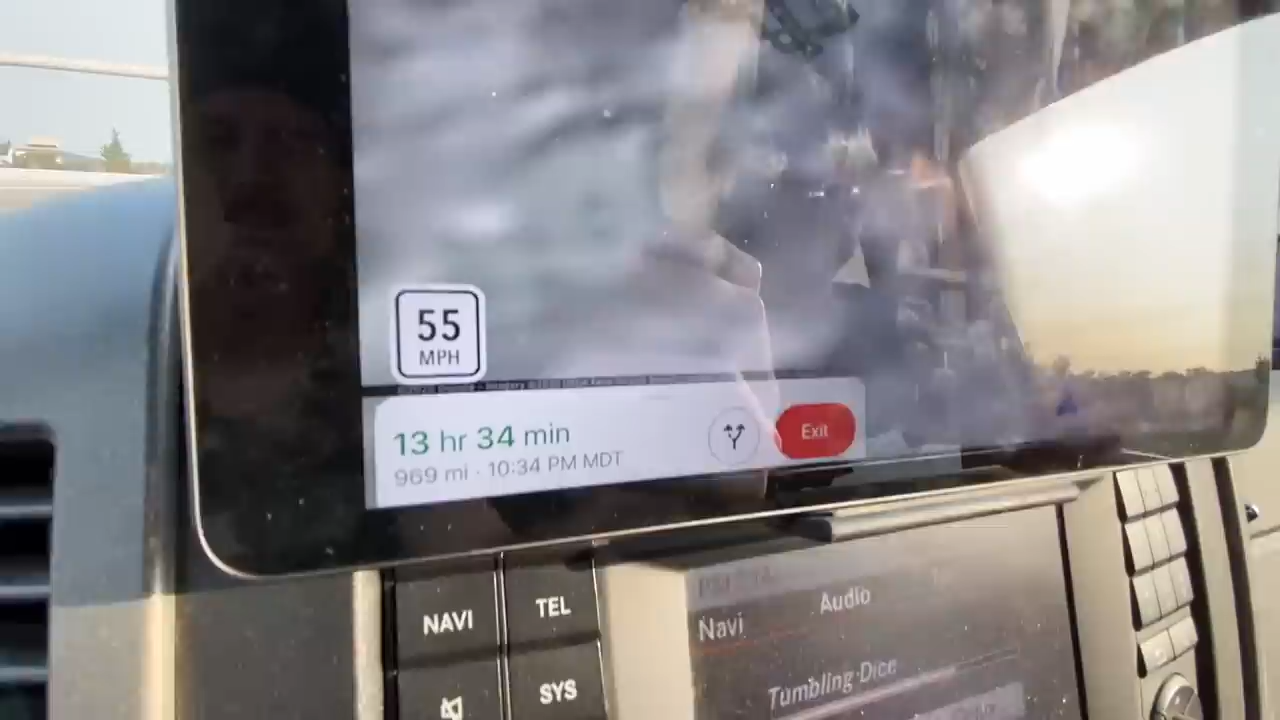 55
MPH
13 hr 34 min
969 mi · 10:34 PM MDT
Exit
NAVI
TEL
SYS
Audio
Navi
Tumbling Dice